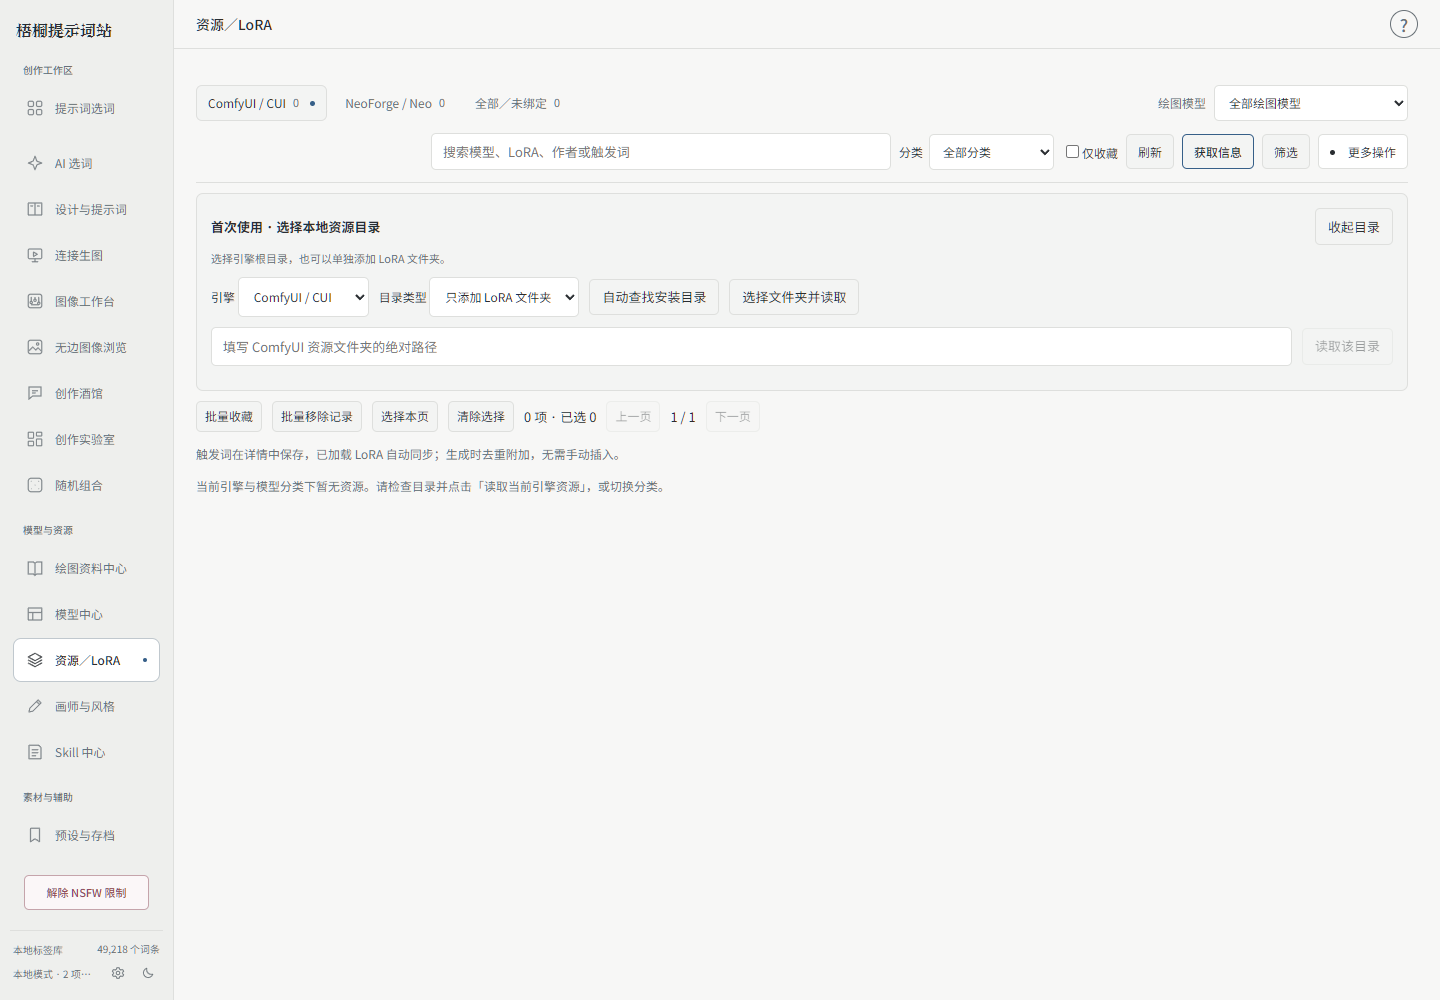 梧桐提示词站
创作工作区
提示词选词
AI 选词
设计与提示词
连接生图
图像工作台
无边图像浏览
创作酒馆
创作实验室
随机组合
模型与资源
绘图资料中心
模型中心
资源／LoRA
画师与风格
Skill 中心
素材与辅助
预设与存档
解除 NSFW 限制
本地标签库 49,218 个词条
本地模式 · 2 项…
资源／LoRA ?
ComfyUI / CUI 0 NeoForge / Neo 0 全部／未绑定 0 绘图模型 全部绘图模型
搜索模型、LoRA、作者或触发词 分类 全部分类 仅收藏 刷新 获取信息 筛选 • 更多操作
首次使用 · 选择本地资源目录 收起目录
选择引擎根目录，也可以单独添加 LoRA 文件夹。
引擎 ComfyUI / CUI 目录类型 只添加 LoRA 文件夹 自动查找安装目录 选择文件夹并读取
填写 ComfyUI 资源文件夹的绝对路径 读取该目录
批量收藏 批量移除记录 选择本页 清除选择 0 项 · 已选 0 上一页 1 / 1 下一页
触发词在详情中保存，已加载 LoRA 自动同步；生成时去重附加，无需手动插入。
当前引擎与模型分类下暂无资源。请检查目录并点击「读取当前引擎资源」，或切换分类。